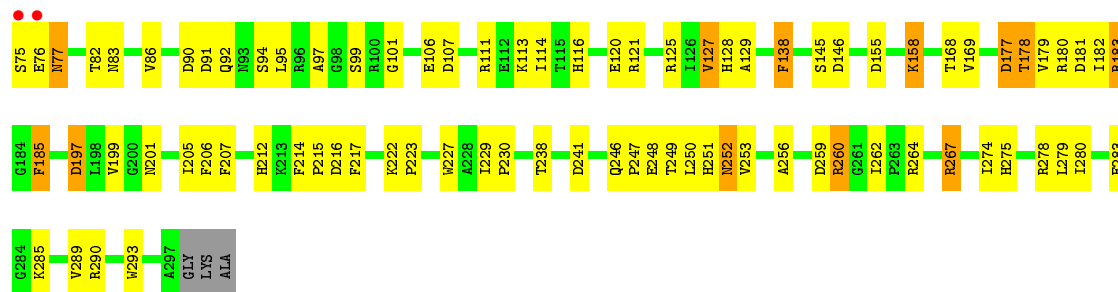 S75 E76 N77 T82 N83 V86 D90 D91 Q92 N93 S94 L95 R96 A97 G98 S99 R100 G101 E106 D107 R111 E112 K113 I114 T115 H116 E120 R121 R125 I126 V127 H128 A129 F138 S145 D146 D155 K158 T168 V169 D177 T178 V179 R180 D181 I182 R183
G184 F185 D197 L198 V199 G200 N201 I205 F206 F207 H212 K213 F214 P215 D216 F217 K222 P223 W227 A228 I229 P230 T238 D241 Q246 P247 E248 T249 L250 H251 N252 V253 A256 D259 R260 G261 I262 P263 R264 R267 I274 H275 R278 L279 I280
G284 K285 V289 R290 W293 A297 GLY LYS ALA